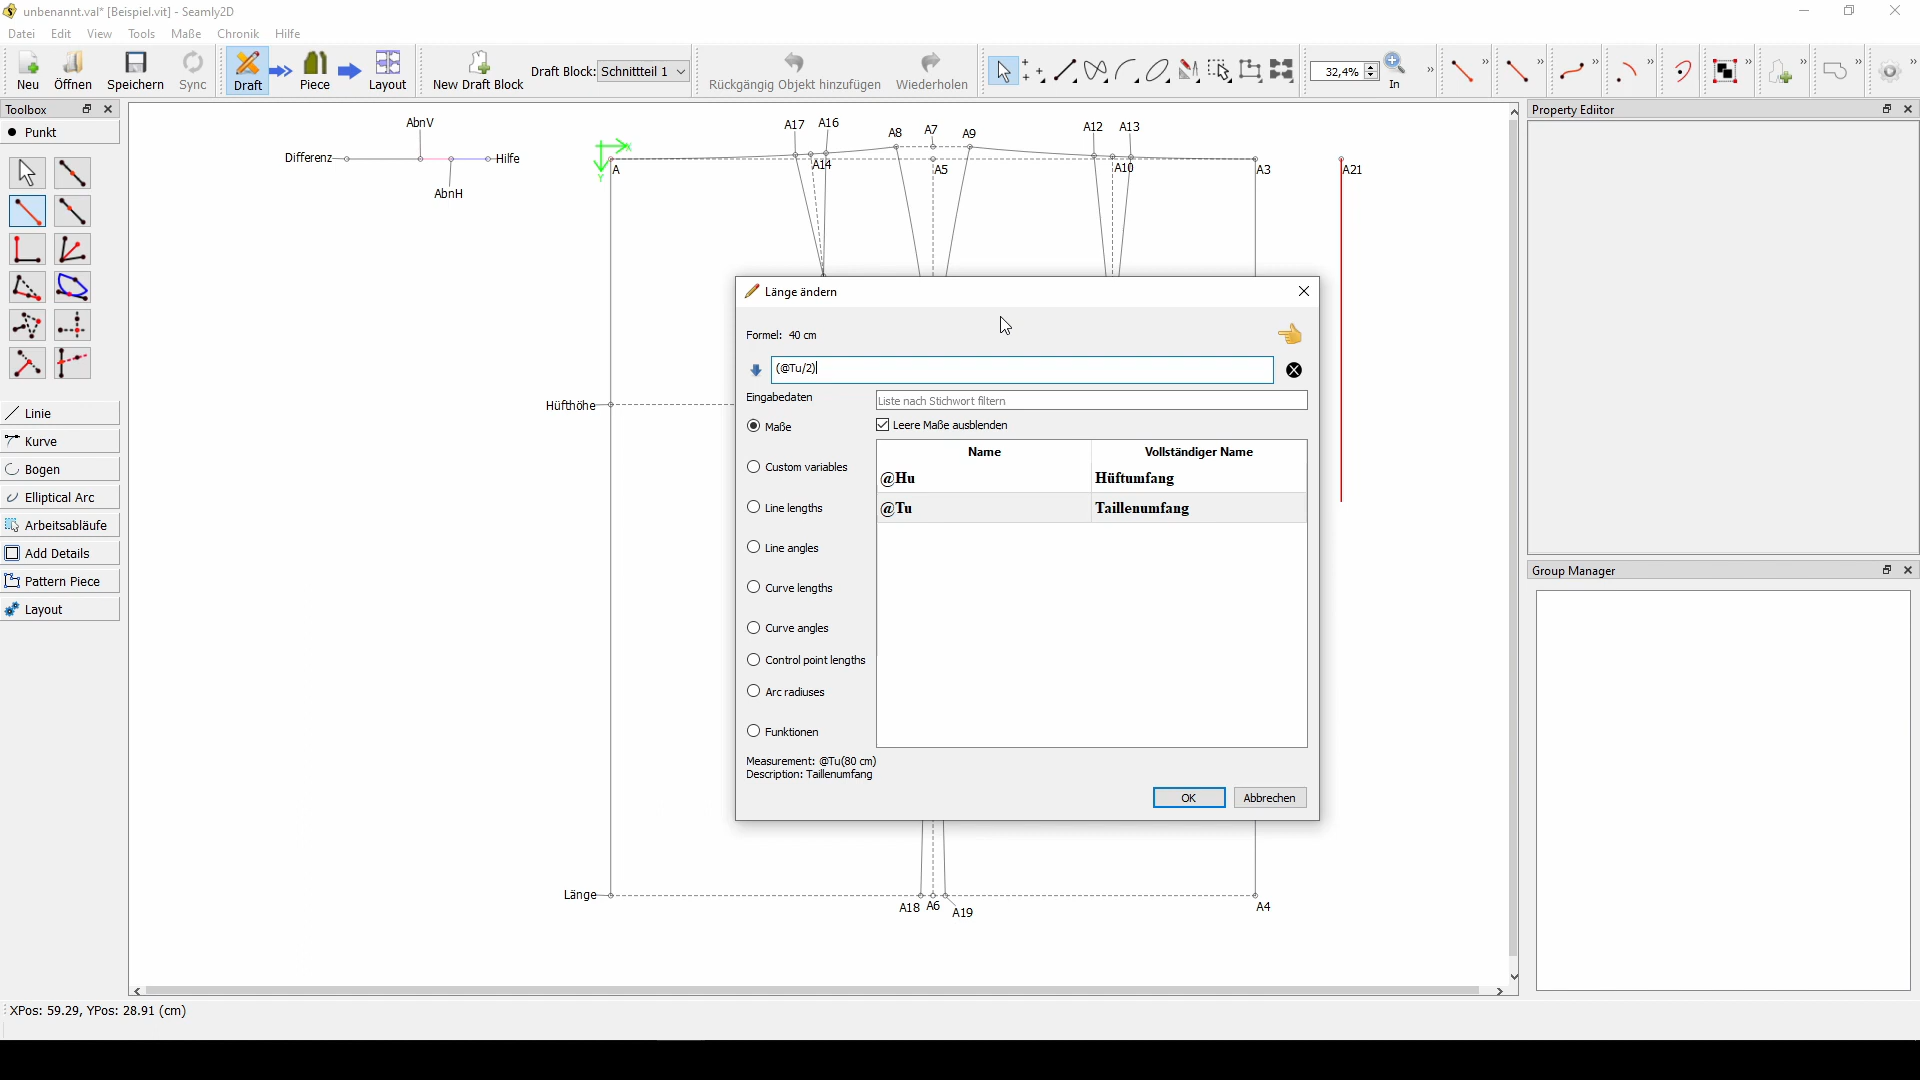 unbenannt.val* [Beispiel.vit] - Seamly2D
Datei Edit View Tools Maße Chronik Hilfe
Neu Öffnen Speichern Sync Draft Piece Layout New Draft Block Draft Block: Schnittteil 1 Rückgängig Objekt hinzufügen Wiederholen 32,4% In
Toolbox
Punkt
Linie
Kurve
Bogen
Elliptical Arc
Arbeitsabläufe
Add Details
Pattern Piece
Layout
AbnV
Differenz
Hilfe
AbnH
X
Y
A
A17 A16
A14
A8 A7 A9
A5
A12 A13
A10
A3
A21
Hüfthöhe
Länge
A18 A6 A19
A4
Länge ändern
Formel: 40 cm
(@Tu/2)
Eingabedaten
Liste nach Stichwort filtern
Maße
Leere Maße ausblenden
Custom variables
Line lengths
Line angles
Curve lengths
Curve angles
Control point lengths
Arc radiuses
Funktionen
Name Vollständiger Name
@Hu Hüftumfang
@Tu Taillenumfang
Measurement: @Tu(80 cm)
Description: Taillenumfang
OK Abbrechen
Property Editor
Group Manager
XPos: 59.29, YPos: 28.91 (cm)